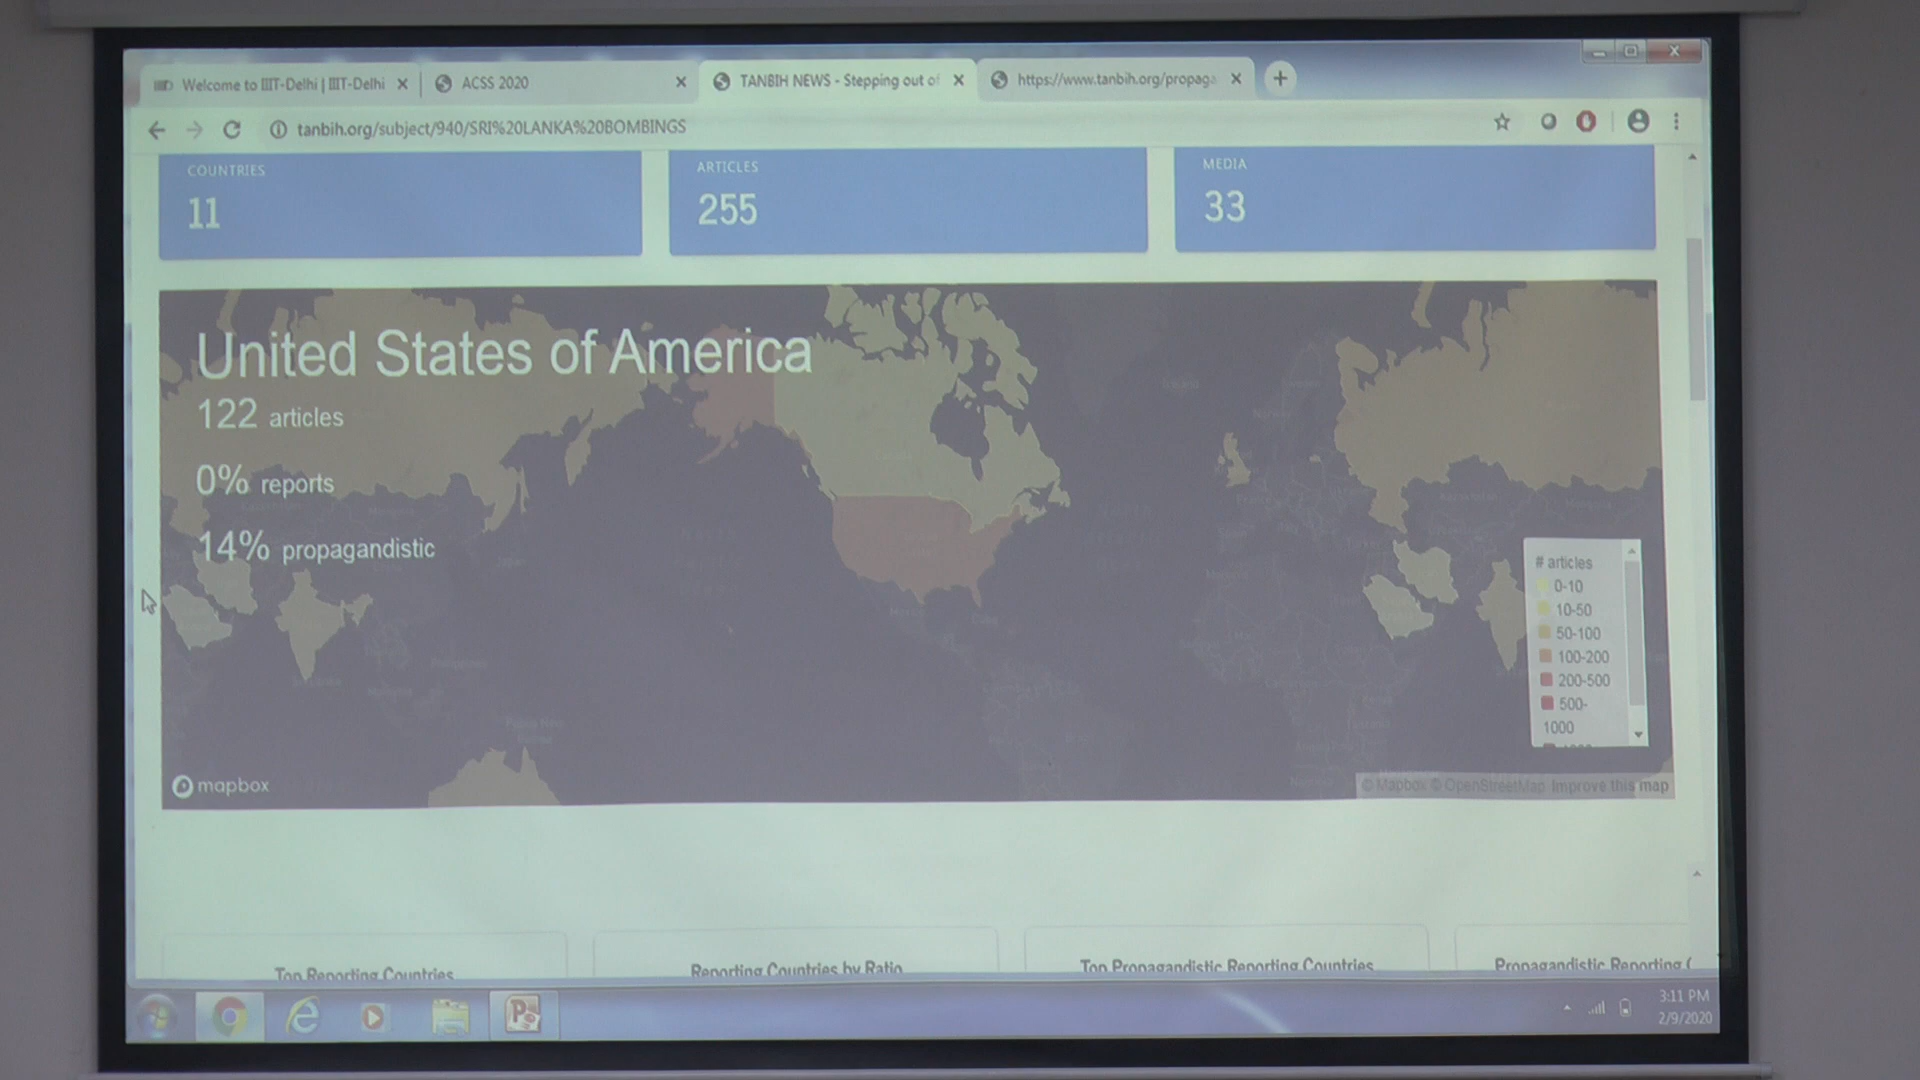 Welcome to IIIT-Delhi | IIIT-Delhi
ACSS 2020
TANBIH NEWS - Stepping out of
https://www.tanbih.org/propaga
tanbih.org/subject/940/SRI%20LANKA%20BOMBINGS
COUNTRIES
11
ARTICLES
255
MEDIA
33
United States of America
122 articles
0% reports
14% propagandistic
# articles
0-10
10-50
50-100
100-200
200-500
500-
1000
mapbox
© Mapbox © OpenStreetMap Improve this map
Top Reporting Countries
Reporting Countries by Ratio
Top Propagandistic Reporting Countries
Propagandistic Reporting
3:11 PM
2/9/2020